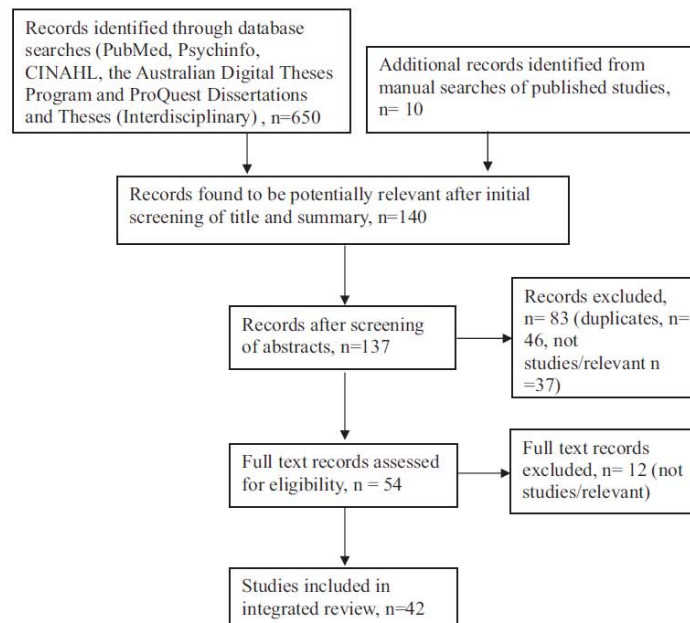 Records identified through database
searches (PubMed, Psychinfo,
CINAHL, the Australian Digital Theses
Program and ProQuest Dissertations
and Theses (Interdisciplinary) , n=650
Additional records identified from
manual searches of published studies,
n= 10
Records found to be potentially relevant after initial
screening of title and summary, n=140
Records after screening
of abstracts, n=137
Records excluded,
n= 83 (duplicates, n=
46, not
studies/relevant n
=37)
Full text records assessed
for eligibility, n = 54
Full text records
excluded, n= 12 (not
studies/relevant)
Studies included in
integrated review, n=42